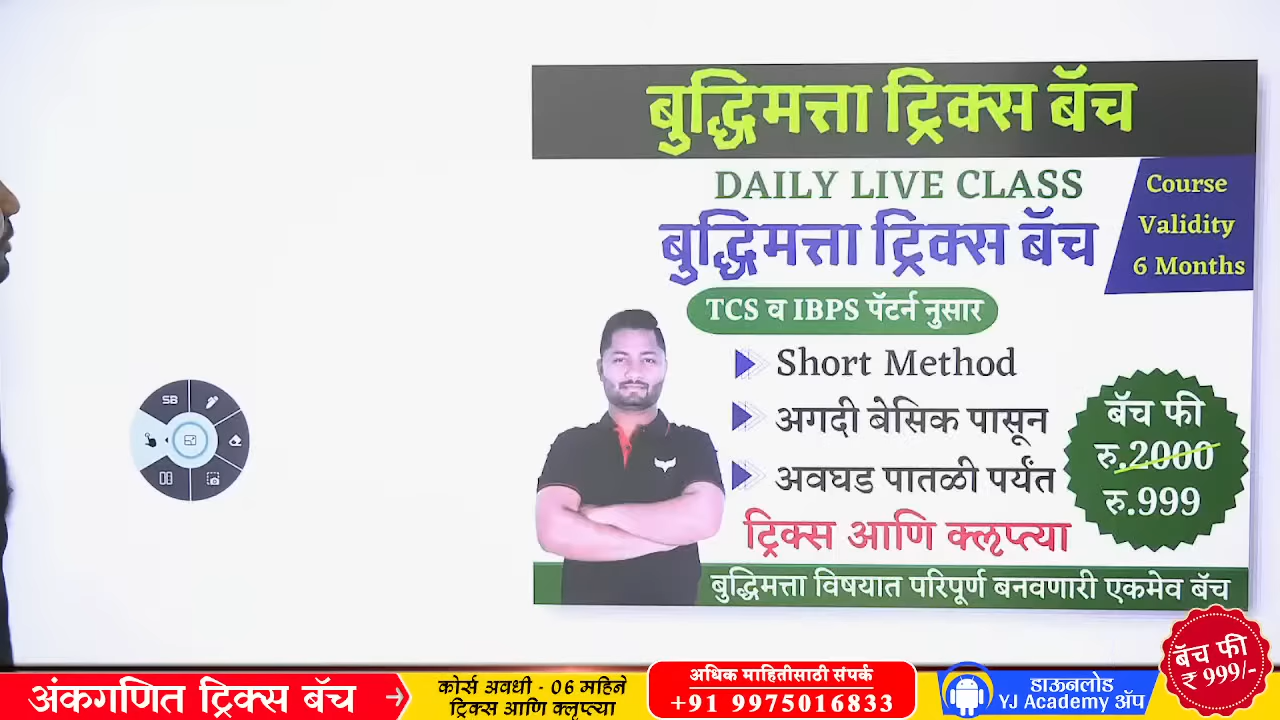 बुद्धिमत्ता ट्रिक्स बॅच
DAILY LIVE CLASS
बुद्धिमत्ता ट्रिक्स बॅच
Course
Validity
6 Months
TCS व IBPS पॅटर्न नुसार
Short Method
अगदी बेसिक पासून
अवघड पातळी पर्यंत
ट्रिक्स आणि क्लृप्त्या
बॅच फी
रु.2000
रु.999
बुद्धिमत्ता विषयात परिपूर्ण बनवणारी एकमेव बॅच
SB
अंकगणित ट्रिक्स बॅच
कोर्स अवधी - 06 महिने
ट्रिक्स आणि क्लृप्त्या
अधिक माहितीसाठी संपर्क
+91 9975016833
डाऊनलोड
YJ Academy ॲप
बॅच फी
₹ 999/-